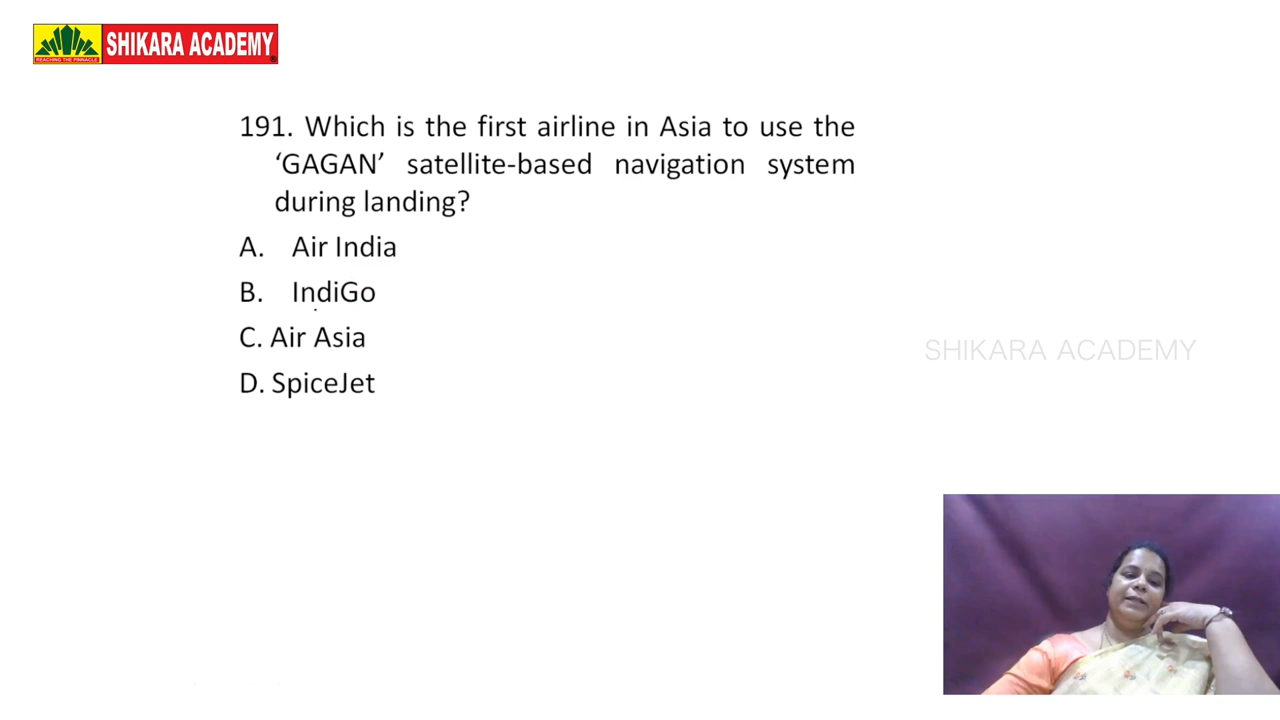 SHIKARA ACADEMY
REACHING THE PINNACLE
191. Which is the first airline in Asia to use the
‘GAGAN’ satellite-based navigation system
during landing?
A. Air India
B. IndiGo
C. Air Asia
SHIKARA ACADEMY
D. SpiceJet